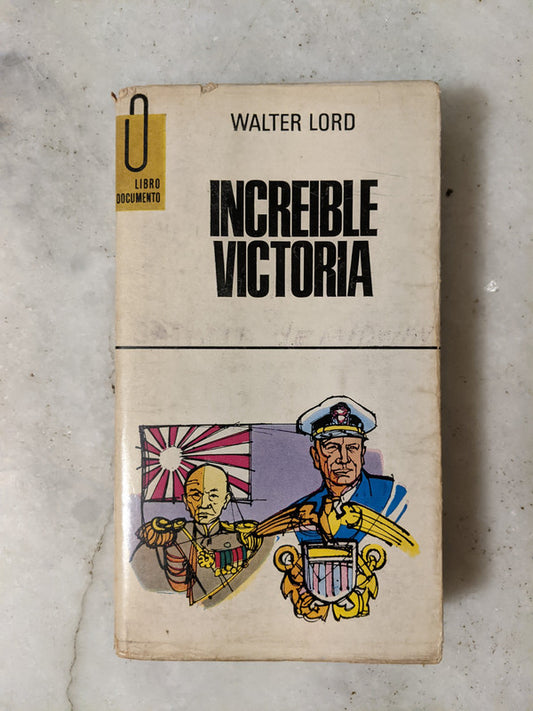 WALTER LORD
LIBRO
DOCUMENTO
INCREIBLE
VICTORIA